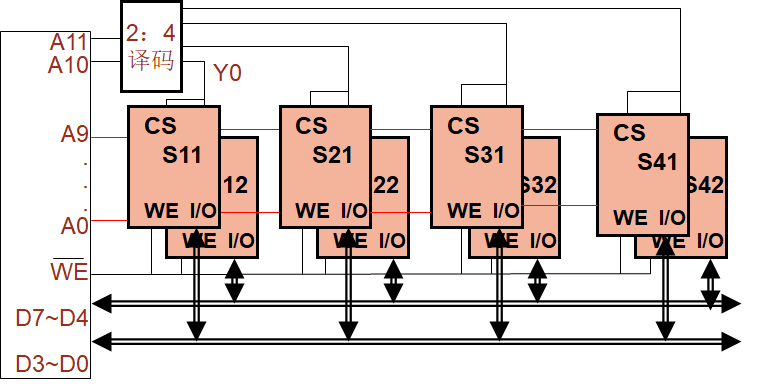 A11
2：4
A10
译码
Y0
A9
CS
S11
12
CS
S21
22
CS
S31
S32
CS
S41
S42
.
.
.
A0
WE I/O
WE I/O
WE I/O
WE I/O
WE I/O
WE I/O
WE I/O
WE I/O
WE
D7~D4
D3~D0